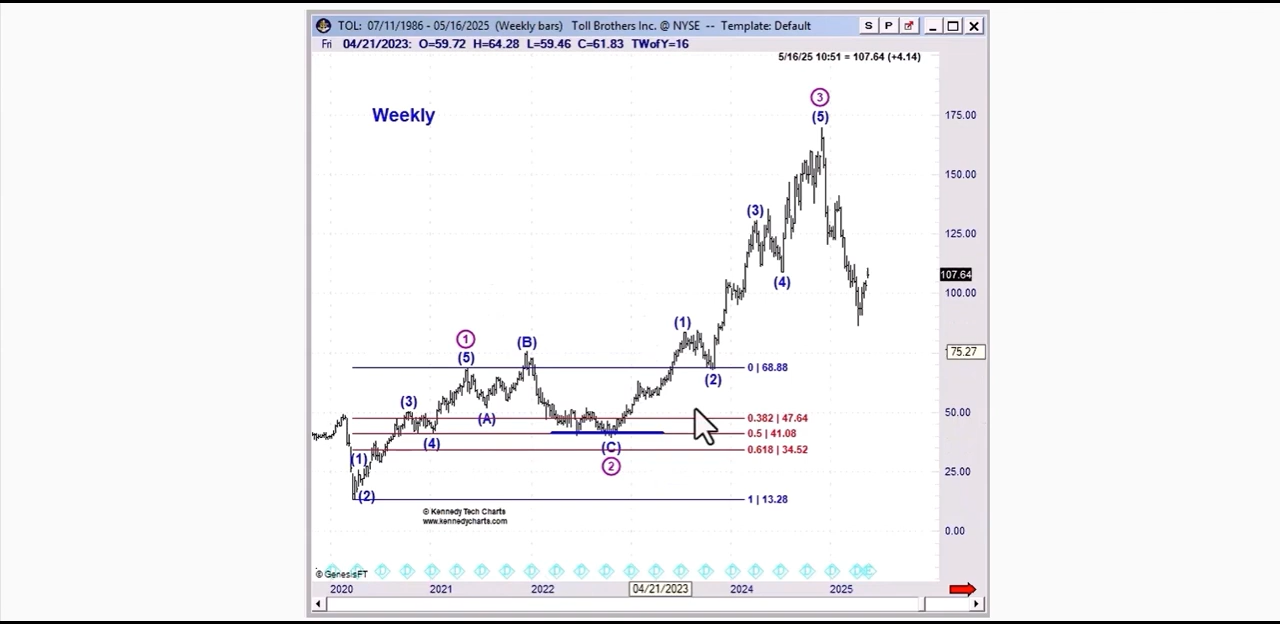 TOL: 07/11/1986 - 05/16/2025 (Weekly bars) Toll Brothers Inc. @ NYSE -- Template: Default
S P
Fri 04/21/2023: O=59.72 H=64.28 L=59.46 C=61.83 TWofY=16
5/16/25 10:51 = 107.64 (+4.14)
3
(5)
Weekly
175.00
150.00
(3)
125.00
(4)
107.64
100.00
(1)
1
(B)
(5)
75.27
0 | 68.88
(2)
(3)
(A)
50.00
0.382 | 47.64
0.5 | 41.08
(4)
(C)
0.618 | 34.52
(1)
2
25.00
(2)
1 | 13.28
© Kennedy Tech Charts
www.kennedycharts.com
0.00
© GenesisFT
2020 2021 2022 04/21/2023 2024 2025